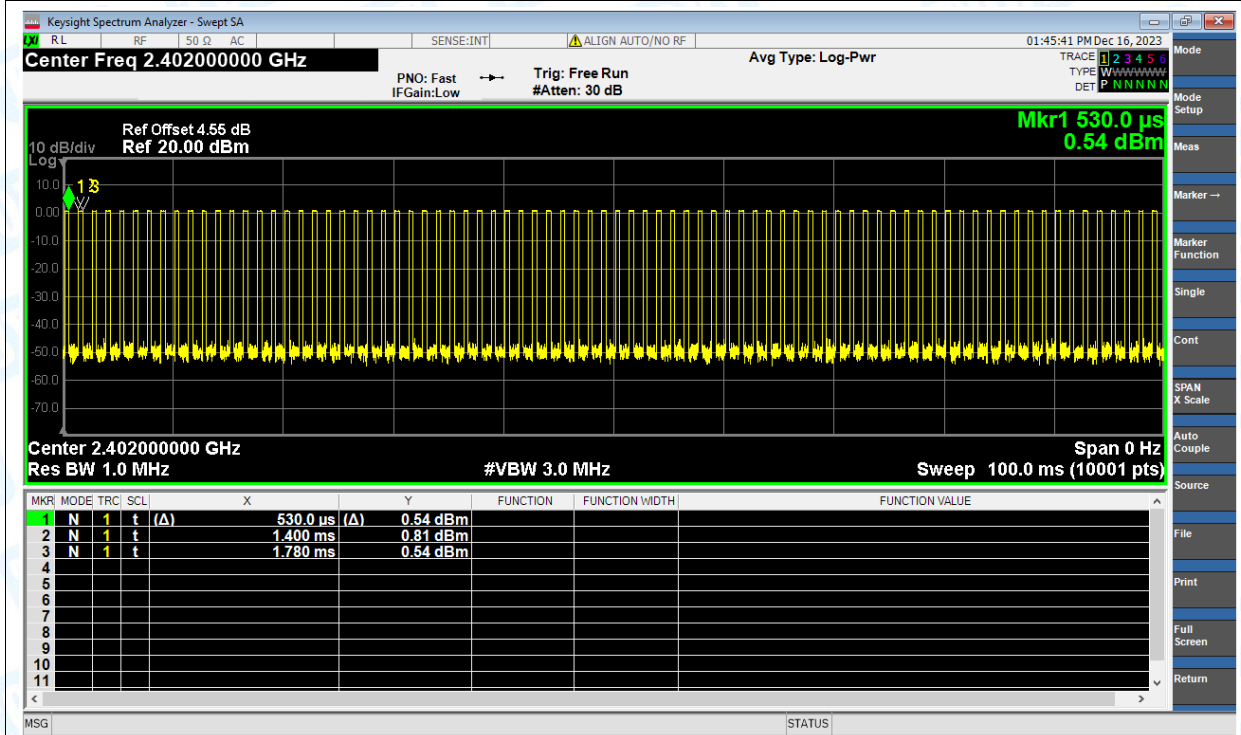 Keysight Spectrum Analyzer - Swept SA
LXI RL RF 50 Ω AC SENSE:INT ALIGN AUTO/NO RF 01:45:41 PM Dec 16, 2023
Center Freq 2.402000000 GHz
PNO: Fast
IFGain:Low
Trig: Free Run
#Atten: 30 dB
Avg Type: Log-Pwr
TRACE 1 2 3 4 5 6
TYPE WWWWWW
DET P N N N N N
Ref Offset 4.55 dB
10 dB/div Ref 20.00 dBm
Log
Mkr1 530.0 µs
0.54 dBm
10.0
0.00
-10.0
-20.0
-30.0
-40.0
-50.0
-60.0
-70.0
1 2 3
Center 2.402000000 GHz Span 0 Hz
Res BW 1.0 MHz #VBW 3.0 MHz Sweep 100.0 ms (10001 pts)
MKR MODE TRC SCL X Y FUNCTION FUNCTION WIDTH FUNCTION VALUE
1 N 1 t (Δ) 530.0 µs (Δ) 0.54 dBm
2 N 1 t 1.400 ms 0.81 dBm
3 N 1 t 1.780 ms 0.54 dBm
4
5
6
7
8
9
10
11
MSG STATUS
Mode
Mode
Setup
Meas
Marker→
Marker
Function
Single
Cont
SPAN
X Scale
Auto
Couple
Source
File
Print
Full
Screen
Return